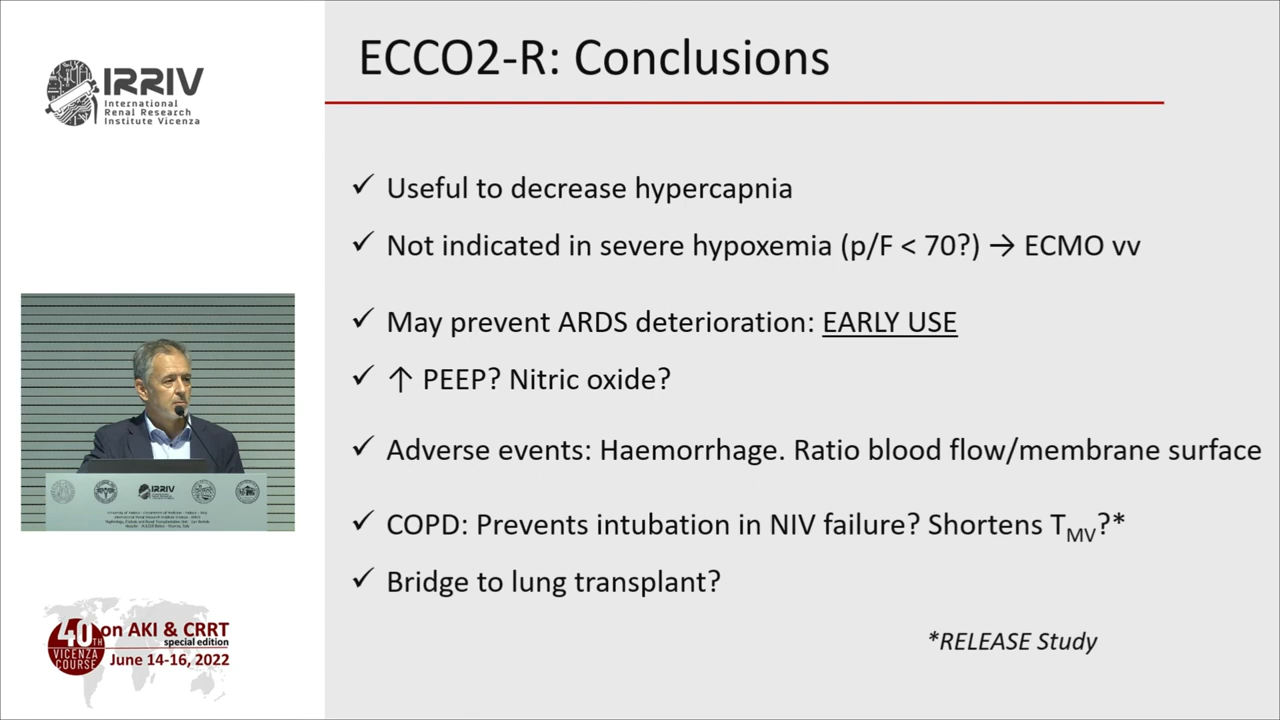 ECCO2-R: Conclusions
IRRIV
International
Renal Research
Institute Vicenza
✓ Useful to decrease hypercapnia
✓ Not indicated in severe hypoxemia (p/F < 70?) → ECMO vv
✓ May prevent ARDS deterioration: EARLY USE
✓ ↑ PEEP? Nitric oxide?
✓ Adverse events: Haemorrhage. Ratio blood flow/membrane surface
✓ COPD: Prevents intubation in NIV failure? Shortens TMV?*
✓ Bridge to lung transplant?
*RELEASE Study
IRRIV
40TH on AKI & CRRT
special edition
VICENZA
COURSE
June 14-16, 2022